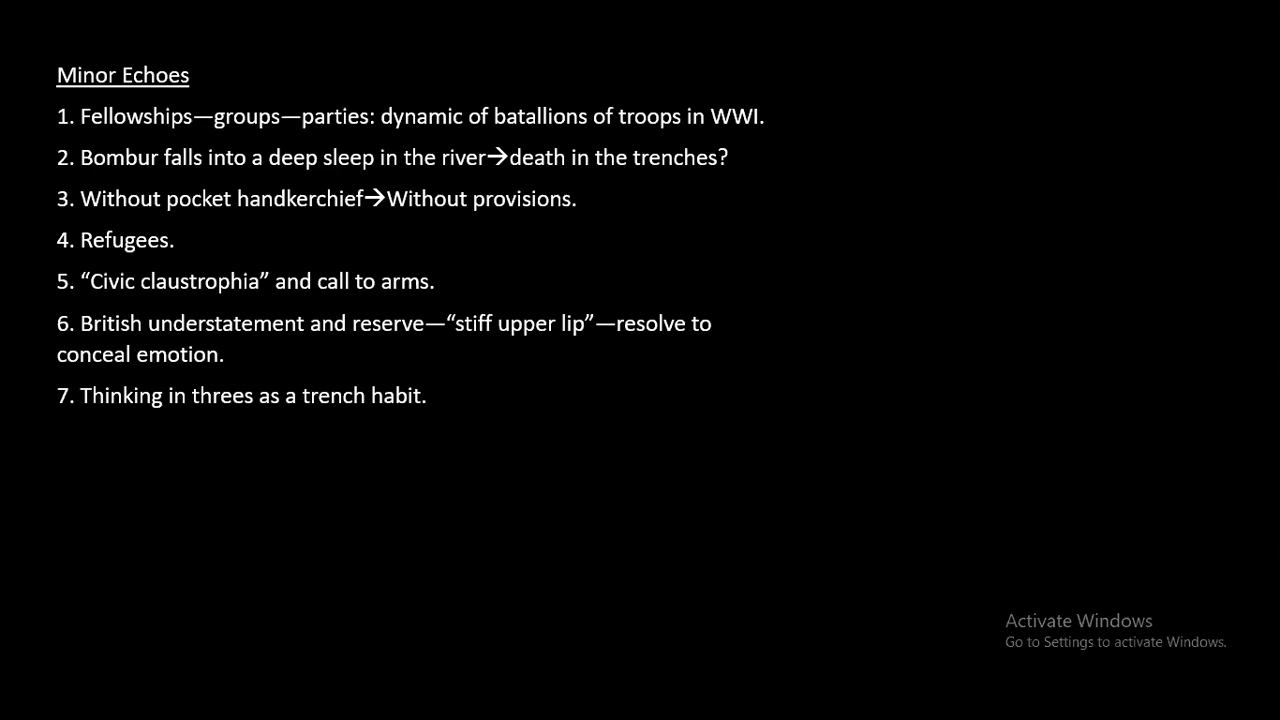 Minor Echoes
1. Fellowships—groups—parties: dynamic of batallions of troops in WWI.
2. Bombur falls into a deep sleep in the river→death in the trenches?
3. Without pocket handkerchief→Without provisions.
4. Refugees.
5. “Civic claustrophia” and call to arms.
6. British understatement and reserve—“stiff upper lip”—resolve to
conceal emotion.
7. Thinking in threes as a trench habit.
Activate Windows
Go to Settings to activate Windows.